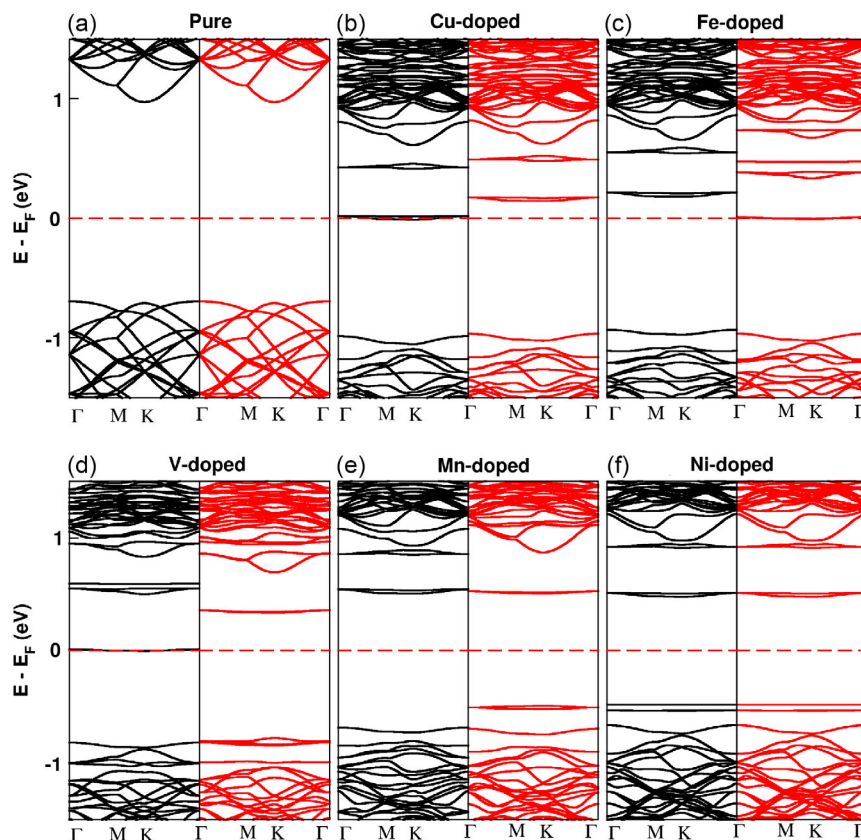 (a) Pure (b) Cu-doped (c) Fe-doped
1
0
-1
E - E_F (eV)
Γ M K Γ M K Γ Γ M K Γ M K Γ Γ M K Γ M K Γ
(d) V-doped (e) Mn-doped (f) Ni-doped
1
0
-1
E - E_F (eV)
Γ M K Γ M K Γ Γ M K Γ M K Γ Γ M K Γ M K Γ